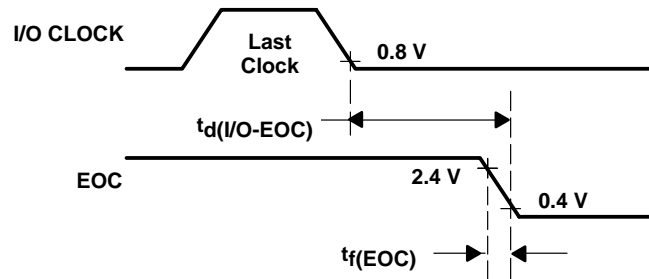 I/O CLOCK
Last
Clock
0.8 V
td(I/O-EOC)
EOC
2.4 V
0.4 V
tf(EOC)